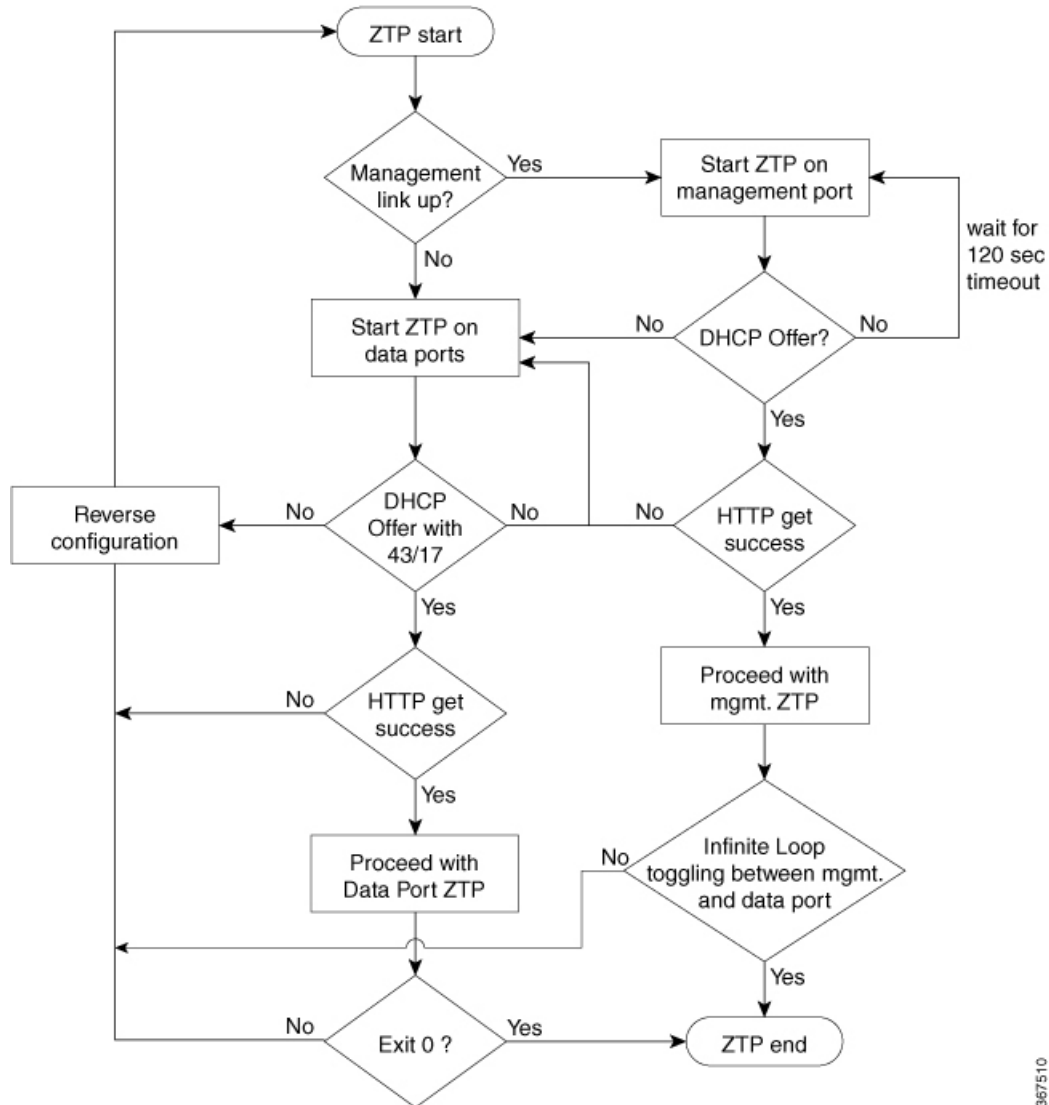 ZTP start
Management
link up?
Yes
Start ZTP on
management port
wait for
120 sec
timeout
No
Start ZTP on
data ports
No
DHCP Offer?
No
Yes
Reverse
configuration
No
DHCP
Offer with
43/17
No
No
HTTP get
success
Yes
Yes
No
HTTP get
success
Proceed with
mgmt. ZTP
Yes
Proceed with
Data Port ZTP
No
Infinite Loop
toggling between mgmt.
and data port
Yes
No
Exit 0 ?
Yes
ZTP end
367510